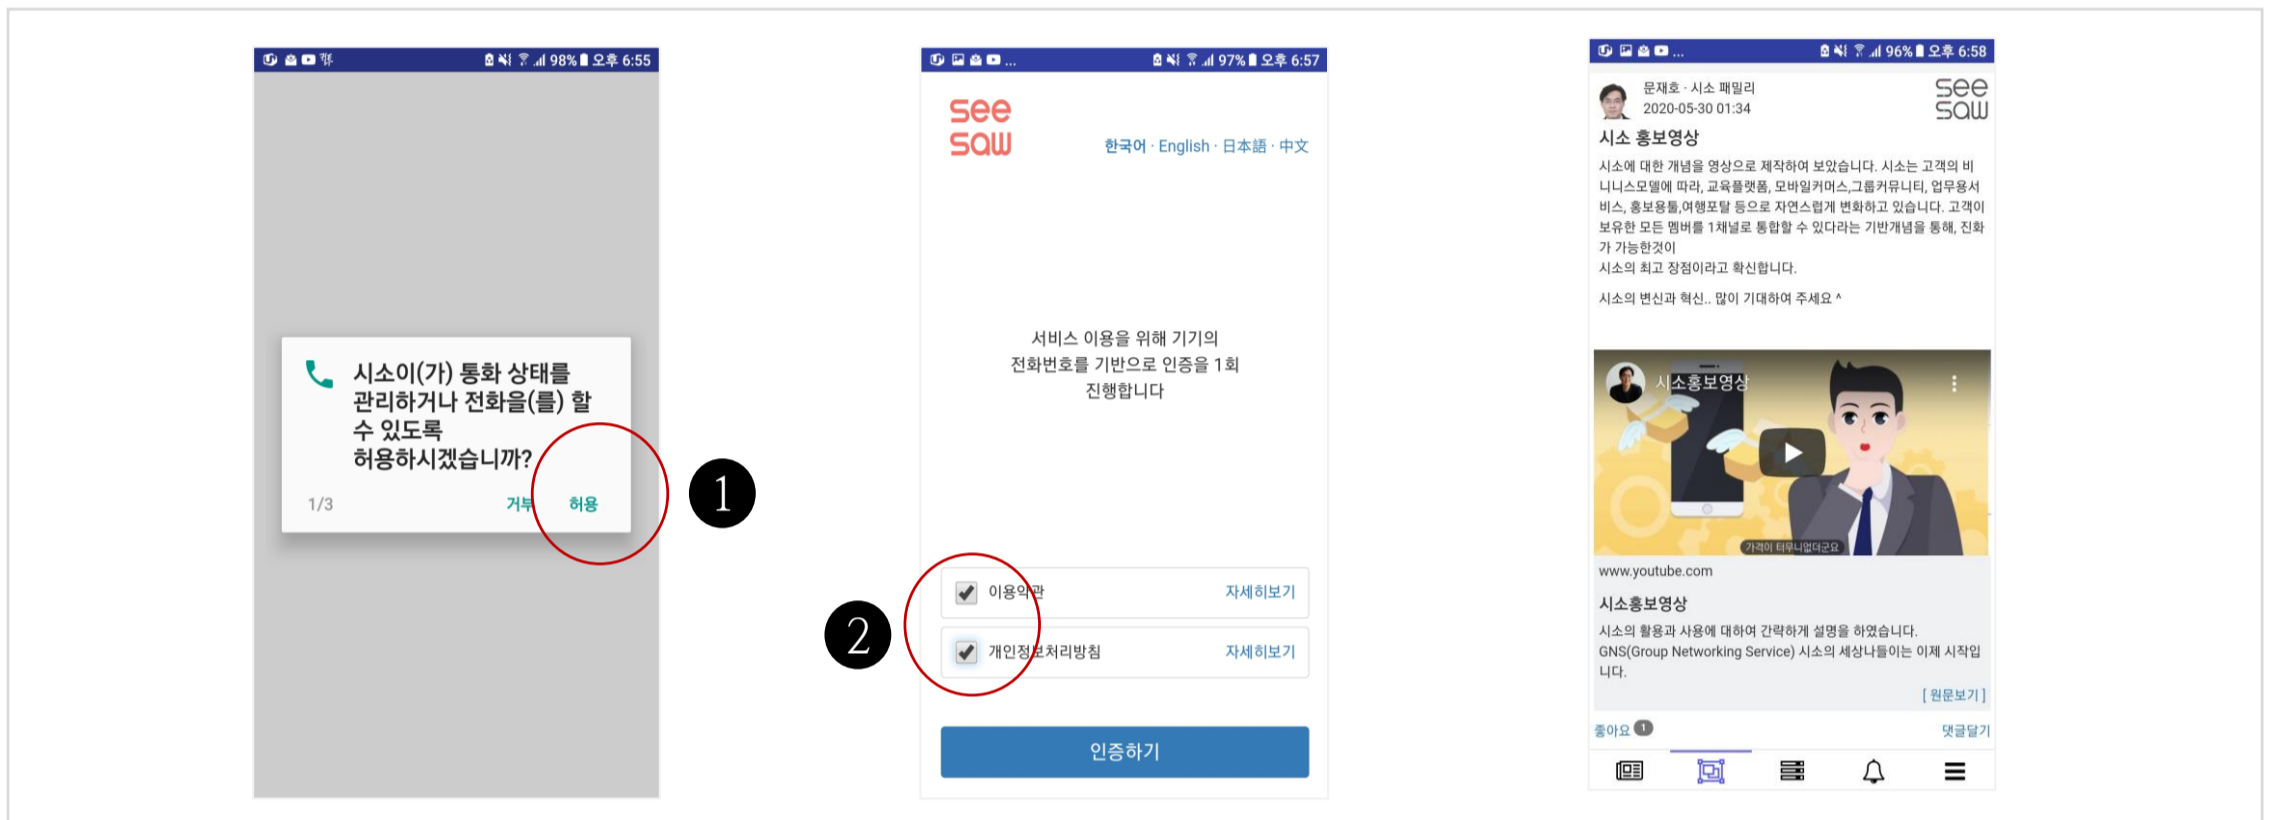 98% 오후 6:55
시소이(가) 통화 상태를
관리하거나 전화을(를) 할
수 있도록
허용하시겠습니까?
1/3 거부 허용
1
... 97% 오후 6:57
see
saw
한국어 · English · 日本語 · 中文
서비스 이용을 위해 기기의
전화번호를 기반으로 인증을 1회
진행합니다
이용약관 자세히보기
개인정보처리방침 자세히보기
2
인증하기
... 96% 오후 6:58
문재호 · 시소 패밀리
2020-05-30 01:34
see
saw
시소 홍보영상
시소에 대한 개념을 영상으로 제작하여 보았습니다. 시소는 고객의 비
니니스모델에 따라, 교육플랫폼, 모바일커머스,그룹커뮤니티, 업무용서
비스, 홍보용툴,여행포탈 등으로 자연스럽게 변화하고 있습니다. 고객이
보유한 모든 멤버를 1채널로 통합할 수 있다라는 기반개념을 통해, 진화
가 가능한것이
시소의 최고 장점이라고 확신합니다.
시소의 변신과 혁신.. 많이 기대하여 주세요 ^
시소홍보영상
가격이 터무니없더군요
www.youtube.com
시소홍보영상
시소의 활용과 사용에 대하여 간략하게 설명을 하였습니다.
GNS(Group Networking Service) 시소의 세상나들이는 이제 시작입
니다.
[ 원문보기 ]
좋아요 1 댓글달기